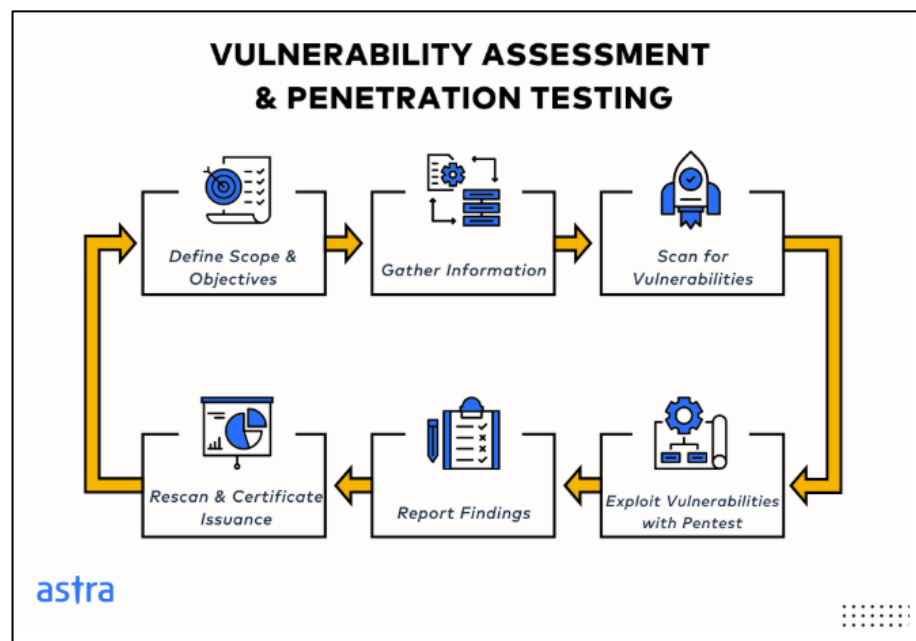 VULNERABILITY ASSESSMENT
& PENETRATION TESTING
Define Scope &
Objectives
Gather Information
Scan for
Vulnerabilities
Rescan & Certificate
Issuance
Report Findings
Exploit Vulnerabilities
with Pentest
astra